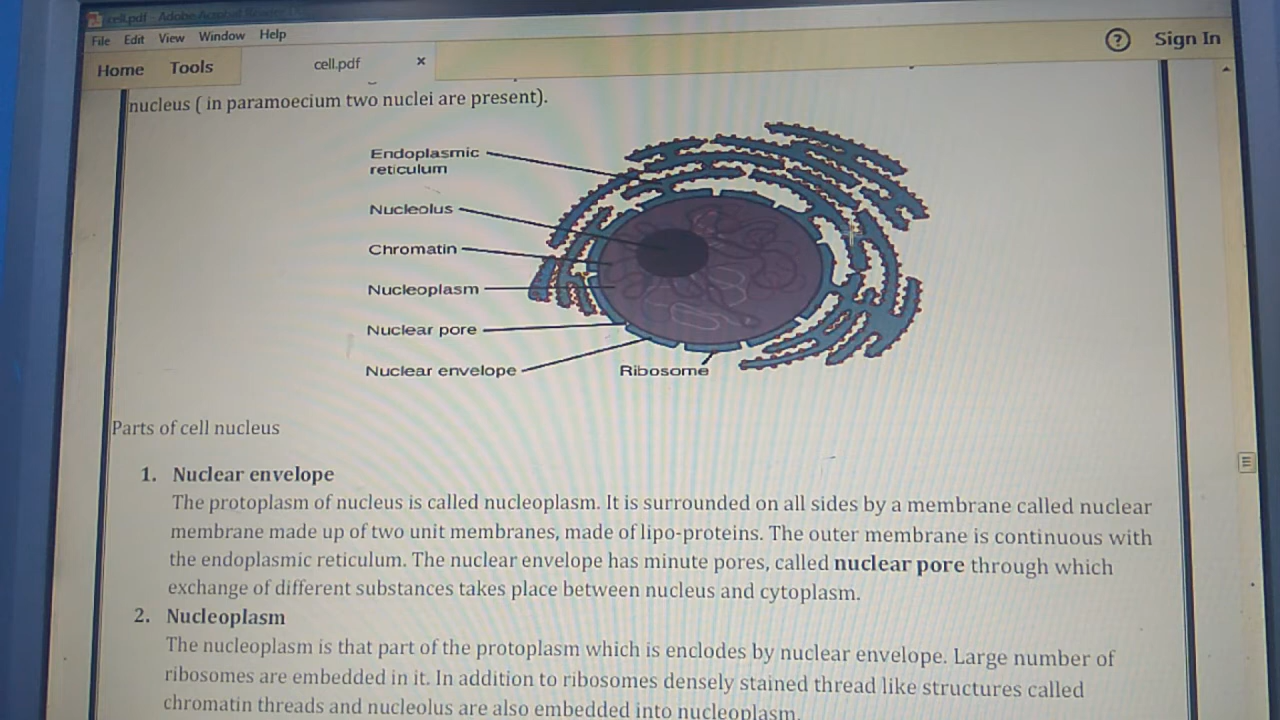 cell.pdf - Adobe Acrobat Reader
File Edit View Window Help
Home Tools cell.pdf × ? Sign In
nucleus ( in paramoecium two nuclei are present).
Endoplasmic
reticulum
Nucleolus
Chromatin
Nucleoplasm
Nuclear pore
Nuclear envelope
Ribosome
Parts of cell nucleus
1. Nuclear envelope
The protoplasm of nucleus is called nucleoplasm. It is surrounded on all sides by a membrane called nuclear
membrane made up of two unit membranes, made of lipo-proteins. The outer membrane is continuous with
the endoplasmic reticulum. The nuclear envelope has minute pores, called nuclear pore through which
exchange of different substances takes place between nucleus and cytoplasm.
2. Nucleoplasm
The nucleoplasm is that part of the protoplasm which is enclodes by nuclear envelope. Large number of
ribosomes are embedded in it. In addition to ribosomes densely stained thread like structures called
chromatin threads and nucleolus are also embedded into nucleoplasm.